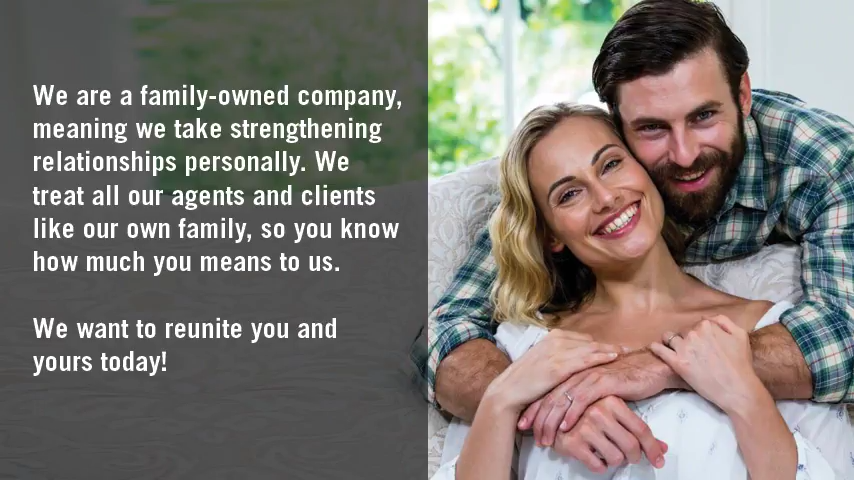 We are a family-owned company,
meaning we take strengthening
relationships personally. We
treat all our agents and clients
like our own family, so you know
how much you means to us.
We want to reunite you and
yours today!